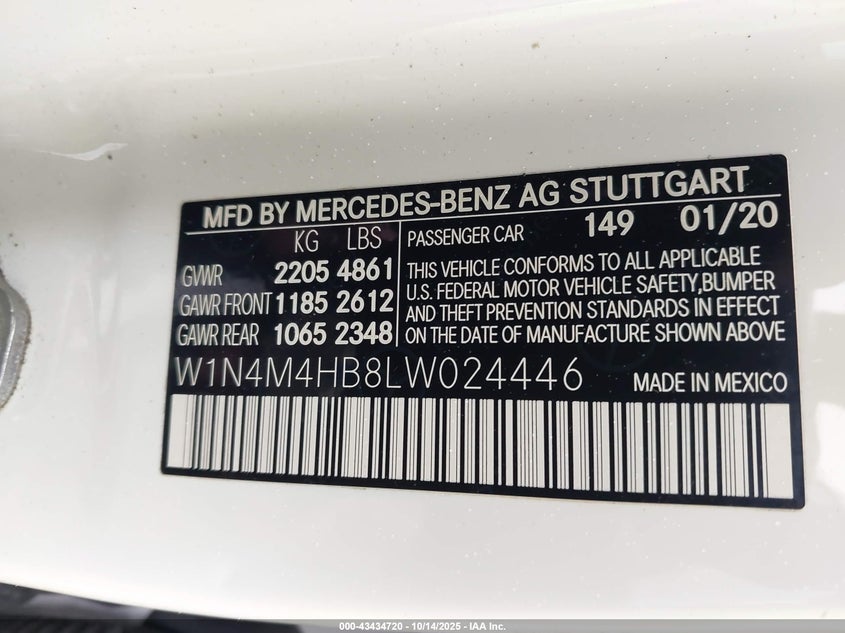 MFD BY MERCEDES-BENZ AG STUTTGART
KG LBS
GVWR 2205 4861
GAWR FRONT 1185 2612
GAWR REAR 1065 2348
PASSENGER CAR 149 01/20
THIS VEHICLE CONFORMS TO ALL APPLICABLE
U.S. FEDERAL MOTOR VEHICLE SAFETY,BUMPER
AND THEFT PREVENTION STANDARDS IN EFFECT
ON THE DATE OF MANUFACTURE SHOWN ABOVE
W1N4M4HB8LW024446 MADE IN MEXICO
000-43434720 - 10/14/2025 - IAA Inc.